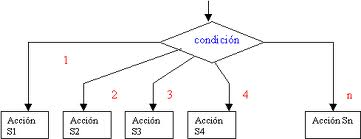 condición
1
2
3
4
n
Acción
S1
Acción
S2
Acción
S3
Acción
S4
Acción Sn